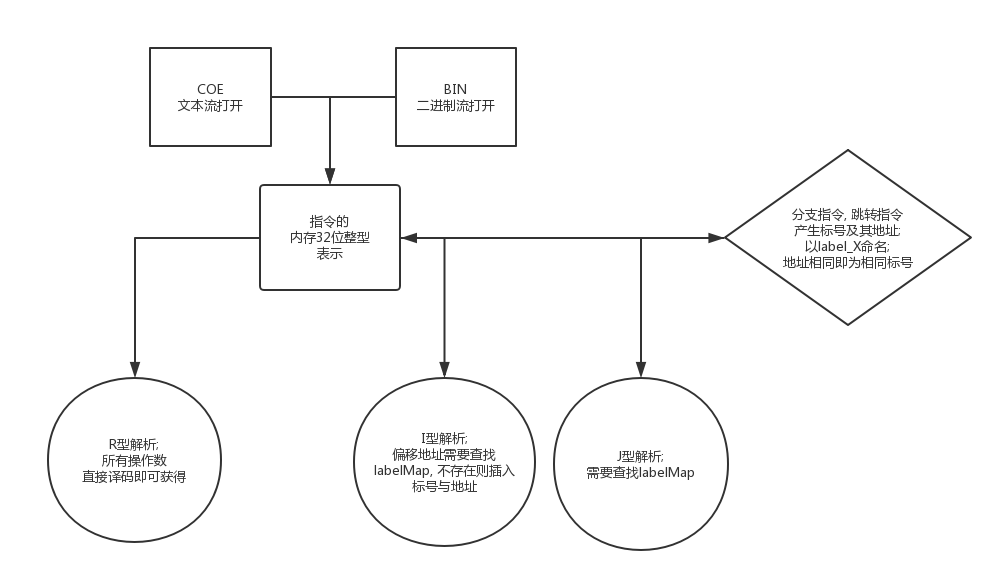 COE
文本流打开
BIN
二进制流打开
指令的
内存32位整型
表示
分支指令, 跳转指令
产生标号及其地址;
以label_X命名;
地址相同即为相同标号
R型解析;
所有操作数
直接译码即可获得
I型解析;
偏移地址需要查找
labelMap, 不存在则插入
标号与地址
J型解析;
需要查找labelMap